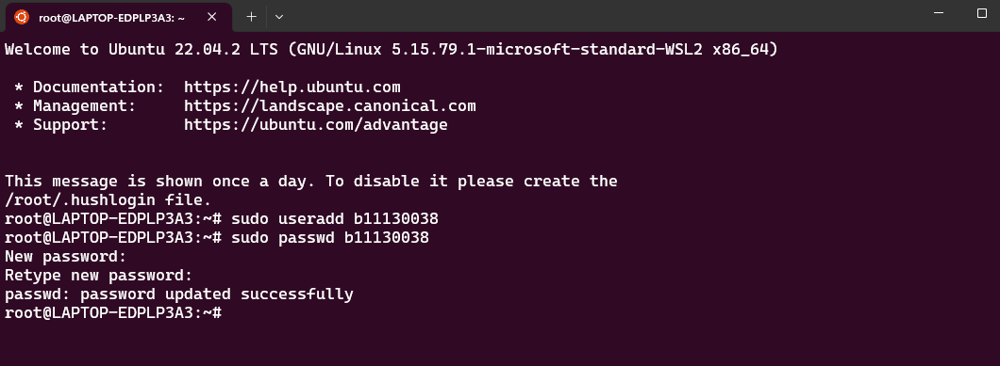 root@LAPTOP-EDPLP3A3: ~
Welcome to Ubuntu 22.04.2 LTS (GNU/Linux 5.15.79.1-microsoft-standard-WSL2 x86_64)
* Documentation:  https://help.ubuntu.com
* Management:     https://landscape.canonical.com
* Support:        https://ubuntu.com/advantage
This message is shown once a day. To disable it please create the
/root/.hushlogin file.
root@LAPTOP-EDPLP3A3:~# sudo useradd b11130038
root@LAPTOP-EDPLP3A3:~# sudo passwd b11130038
New password:
Retype new password:
passwd: password updated successfully
root@LAPTOP-EDPLP3A3:~#